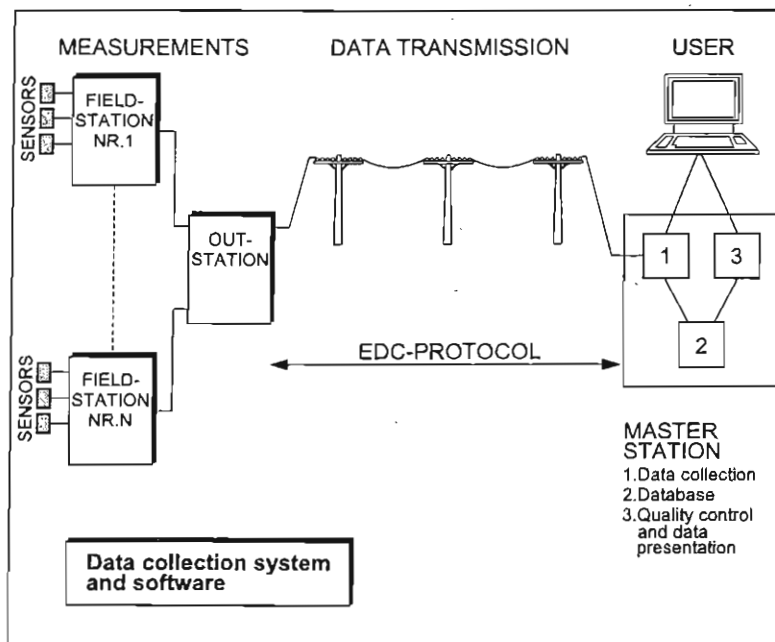 MEASUREMENTS
DATA TRANSMISSION
USER
SENSORS
FIELD-
STATION
NR.1
OUT-
STATION
1
3
2
EDC-PROTOCOL
SENSORS
FIELD-
STATION
NR.N
MASTER
STATION
1.Data collection
2.Database
3.Quality control
and data
presentation
Data collection system
and software